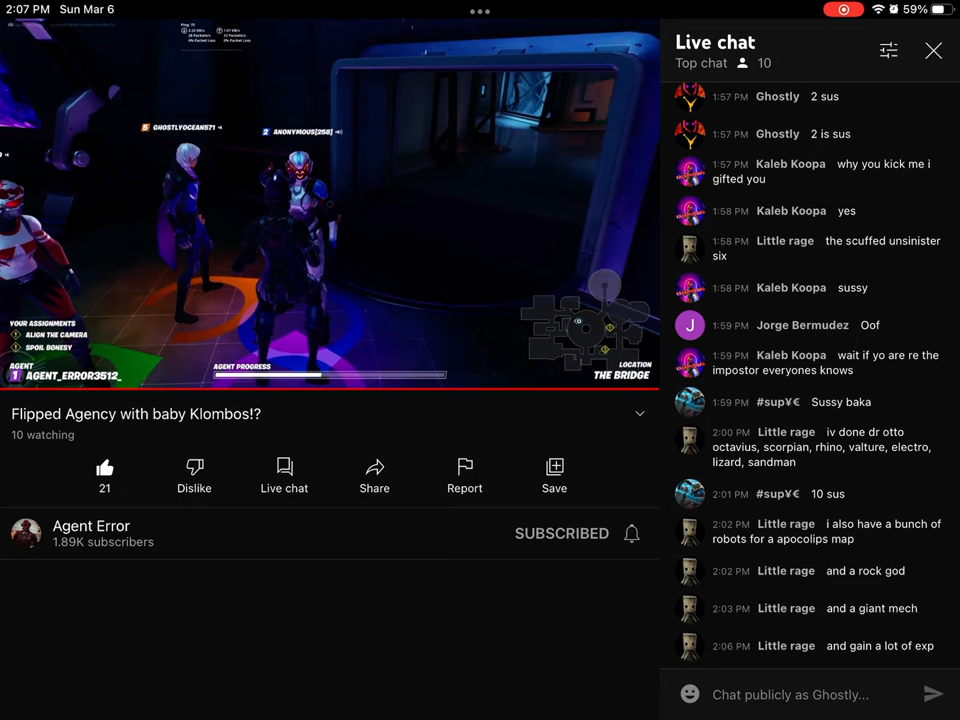 2:07 PM Sun Mar 6
59%
Live chat
Top chat 10
1:57 PM Ghostly 2 sus
1:57 PM Ghostly 2 is sus
1:57 PM Kaleb Koopa why you kick me i
gifted you
1:58 PM Kaleb Koopa yes
1:58 PM Little rage the scuffed unsinister
six
1:58 PM Kaleb Koopa sussy
J
1:59 PM Jorge Bermudez Oof
1:59 PM Kaleb Koopa wait if yo are re the
impostor everyones knows
1:59 PM #sup¥€ Sussy baka
2:00 PM Little rage iv done dr otto
octavius, scorpian, rhino, valture, electro,
lizard, sandman
2:01 PM #sup¥€ 10 sus
2:02 PM Little rage i also have a bunch of
robots for a apocolips map
2:02 PM Little rage and a rock god
2:03 PM Little rage and a giant mech
2:06 PM Little rage and gain a lot of exp
Chat publicly as Ghostly...
5 GHOSTLYOCEAN571
2 ANONYMOUS[258]
YOUR ASSIGNMENTS
ALIGN THE CAMERA
SPOIL BONESY
AGENT
1 AGENT_ERROR3512_
AGENT PROGRESS
LOCATION
THE BRIDGE
Flipped Agency with baby Klombos!?
10 watching
21
Dislike
Live chat
Share
Report
Save
Agent Error
1.89K subscribers
SUBSCRIBED